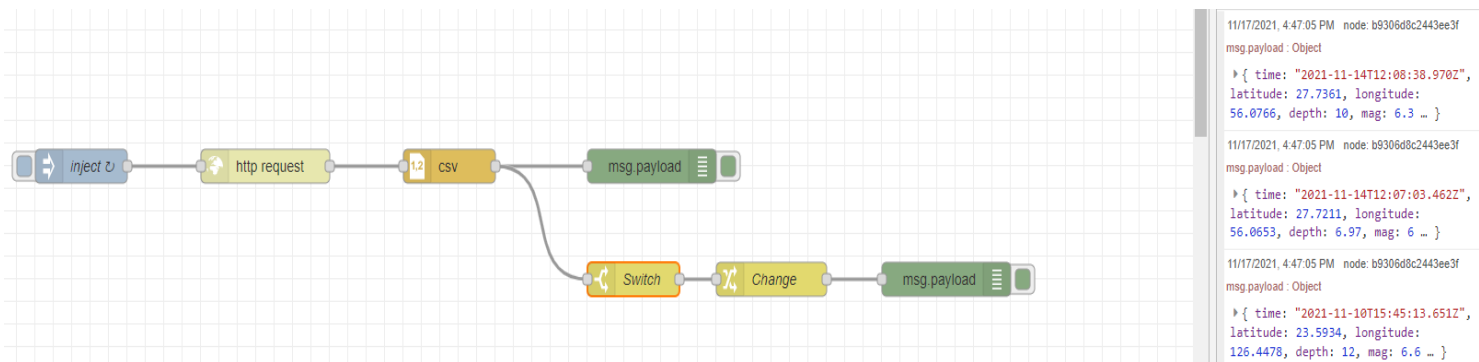 inject ↻
http request
1,2
csv
msg.payload
Switch
Change
msg.payload
11/17/2021, 4:47:05 PM node: b9306d8c2443ee3f
msg.payload : Object
▸{ time: "2021-11-14T12:08:38.970Z",
latitude: 27.7361, longitude:
56.0766, depth: 10, mag: 6.3 … }
11/17/2021, 4:47:05 PM node: b9306d8c2443ee3f
msg.payload : Object
▸{ time: "2021-11-14T12:07:03.462Z",
latitude: 27.7211, longitude:
56.0653, depth: 6.97, mag: 6 … }
11/17/2021, 4:47:05 PM node: b9306d8c2443ee3f
msg.payload : Object
▸{ time: "2021-11-10T15:45:13.651Z",
latitude: 23.5934, longitude:
126.4478, depth: 12, mag: 6.6 … }